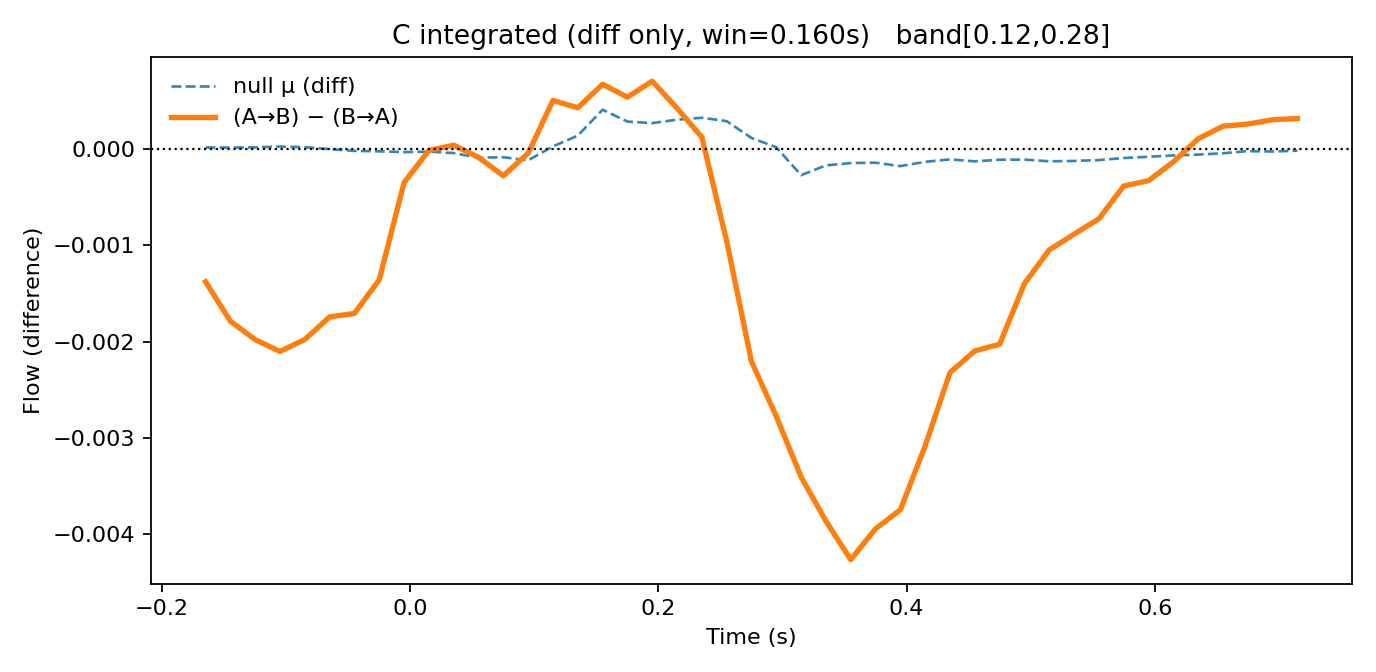 C integrated (diff only, win=0.160s)   band[0.12,0.28]
null μ (diff)
(A→B) − (B→A)
0.000
−0.001
−0.002
−0.003
−0.004
Flow (difference)
−0.2
0.0
0.2
0.4
0.6
Time (s)